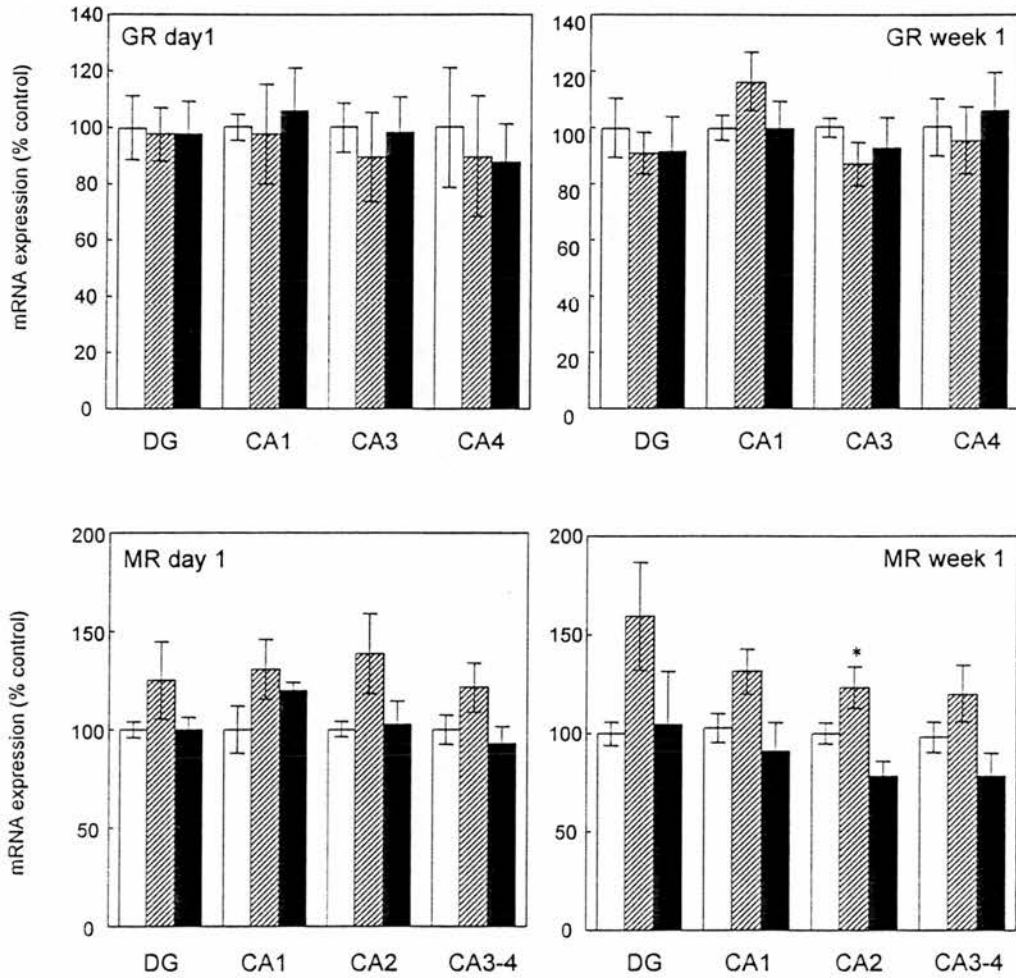 GR day1
GR week 1
mRNA expression (% control)
140
120
100
80
60
40
20
0
140
120
100
80
60
40
20
0
DG CA1 CA3 CA4
DG CA1 CA3 CA4
MR day 1
MR week 1
mRNA expression (% control)
200
150
100
50
0
200
150
100
50
0
*
DG CA1 CA2 CA3-4
DG CA1 CA2 CA3-4